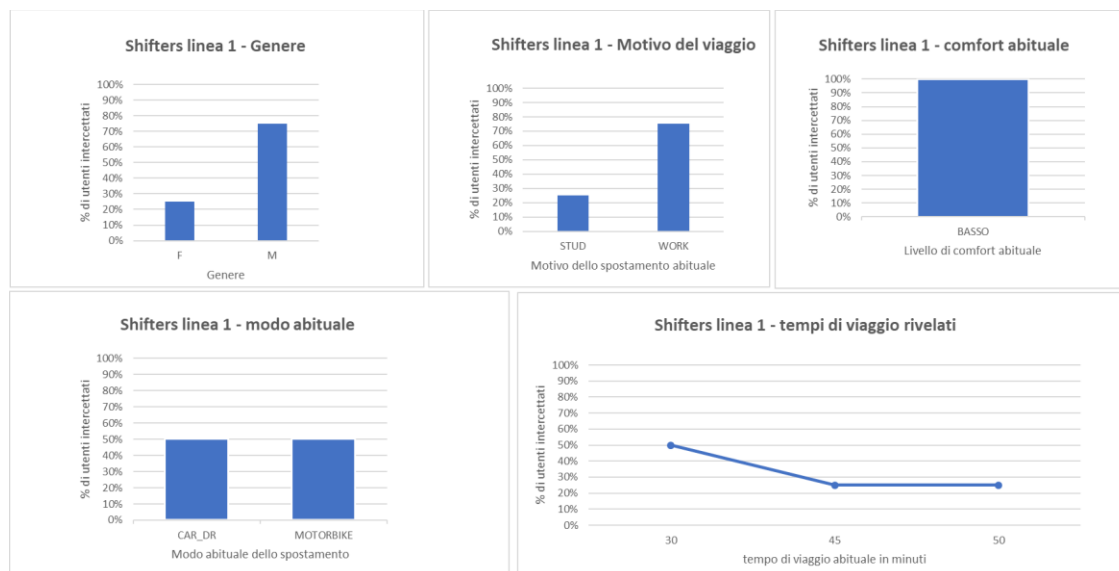 Shifters linea 1 - Genere
% di utenti intercettati
100%
90%
80%
70%
60%
50%
40%
30%
20%
10%
0%
F M
Genere
Shifters linea 1 - Motivo del viaggio
% di utenti intercettati
100%
90%
80%
70%
60%
50%
40%
30%
20%
10%
0%
STUD WORK
Motivo dello spostamento abituale
Shifters linea 1 - comfort abituale
% di utenti intercettati
100%
90%
80%
70%
60%
50%
40%
30%
20%
10%
0%
BASSO
Livello di comfort abituale
Shifters linea 1 - modo abituale
% di utenti intercettati
100%
90%
80%
70%
60%
50%
40%
30%
20%
10%
0%
CAR_DR MOTORBIKE
Modo abituale dello spostamento
Shifters linea 1 - tempi di viaggio rivelati
% di utenti intercettati
100%
90%
80%
70%
60%
50%
40%
30%
20%
10%
0%
30 45 50
tempo di viaggio abituale in minuti